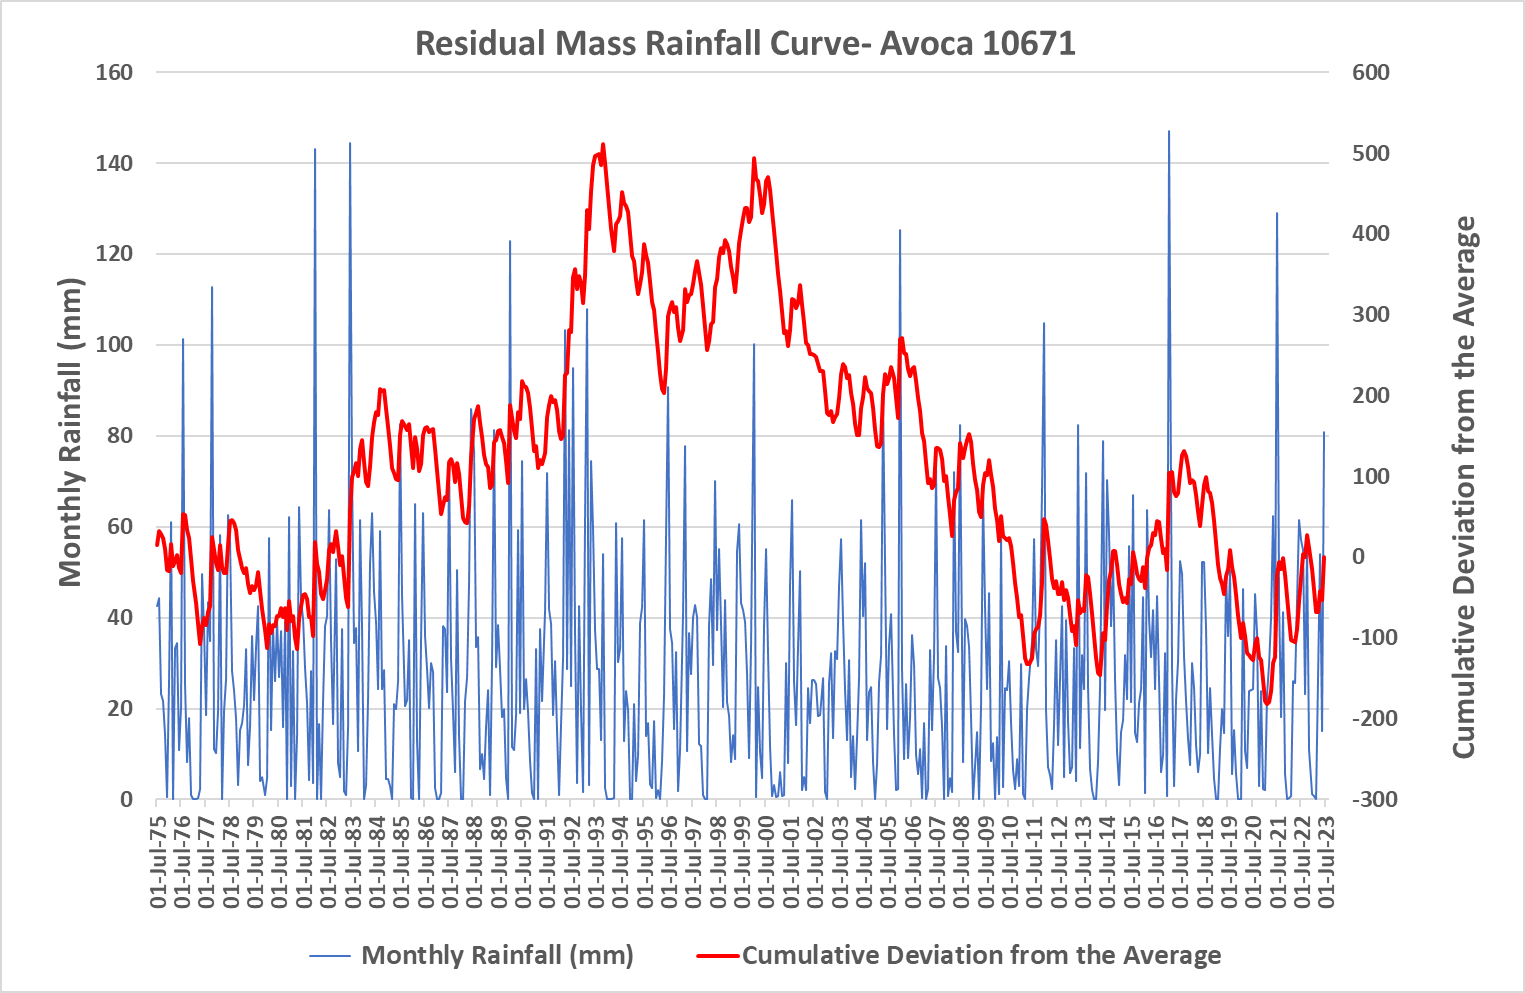 Residual Mass Rainfall Curve- Avoca 10671
Monthly Rainfall (mm)
160
140
120
100
80
60
40
20
0
600
500
400
300
200
100
0
-100
-200
-300
Cumulative Deviation from the Average
01-Jul-75
01-Jul-76
01-Jul-77
01-Jul-78
01-Jul-79
01-Jul-80
01-Jul-81
01-Jul-82
01-Jul-83
01-Jul-84
01-Jul-85
01-Jul-86
01-Jul-87
01-Jul-88
01-Jul-89
01-Jul-90
01-Jul-91
01-Jul-92
01-Jul-93
01-Jul-94
01-Jul-95
01-Jul-96
01-Jul-97
01-Jul-98
01-Jul-99
01-Jul-00
01-Jul-01
01-Jul-02
01-Jul-03
01-Jul-04
01-Jul-05
01-Jul-06
01-Jul-07
01-Jul-08
01-Jul-09
01-Jul-10
01-Jul-11
01-Jul-12
01-Jul-13
01-Jul-14
01-Jul-15
01-Jul-16
01-Jul-17
01-Jul-18
01-Jul-19
01-Jul-20
01-Jul-21
01-Jul-22
01-Jul-23
Monthly Rainfall (mm)
Cumulative Deviation from the Average